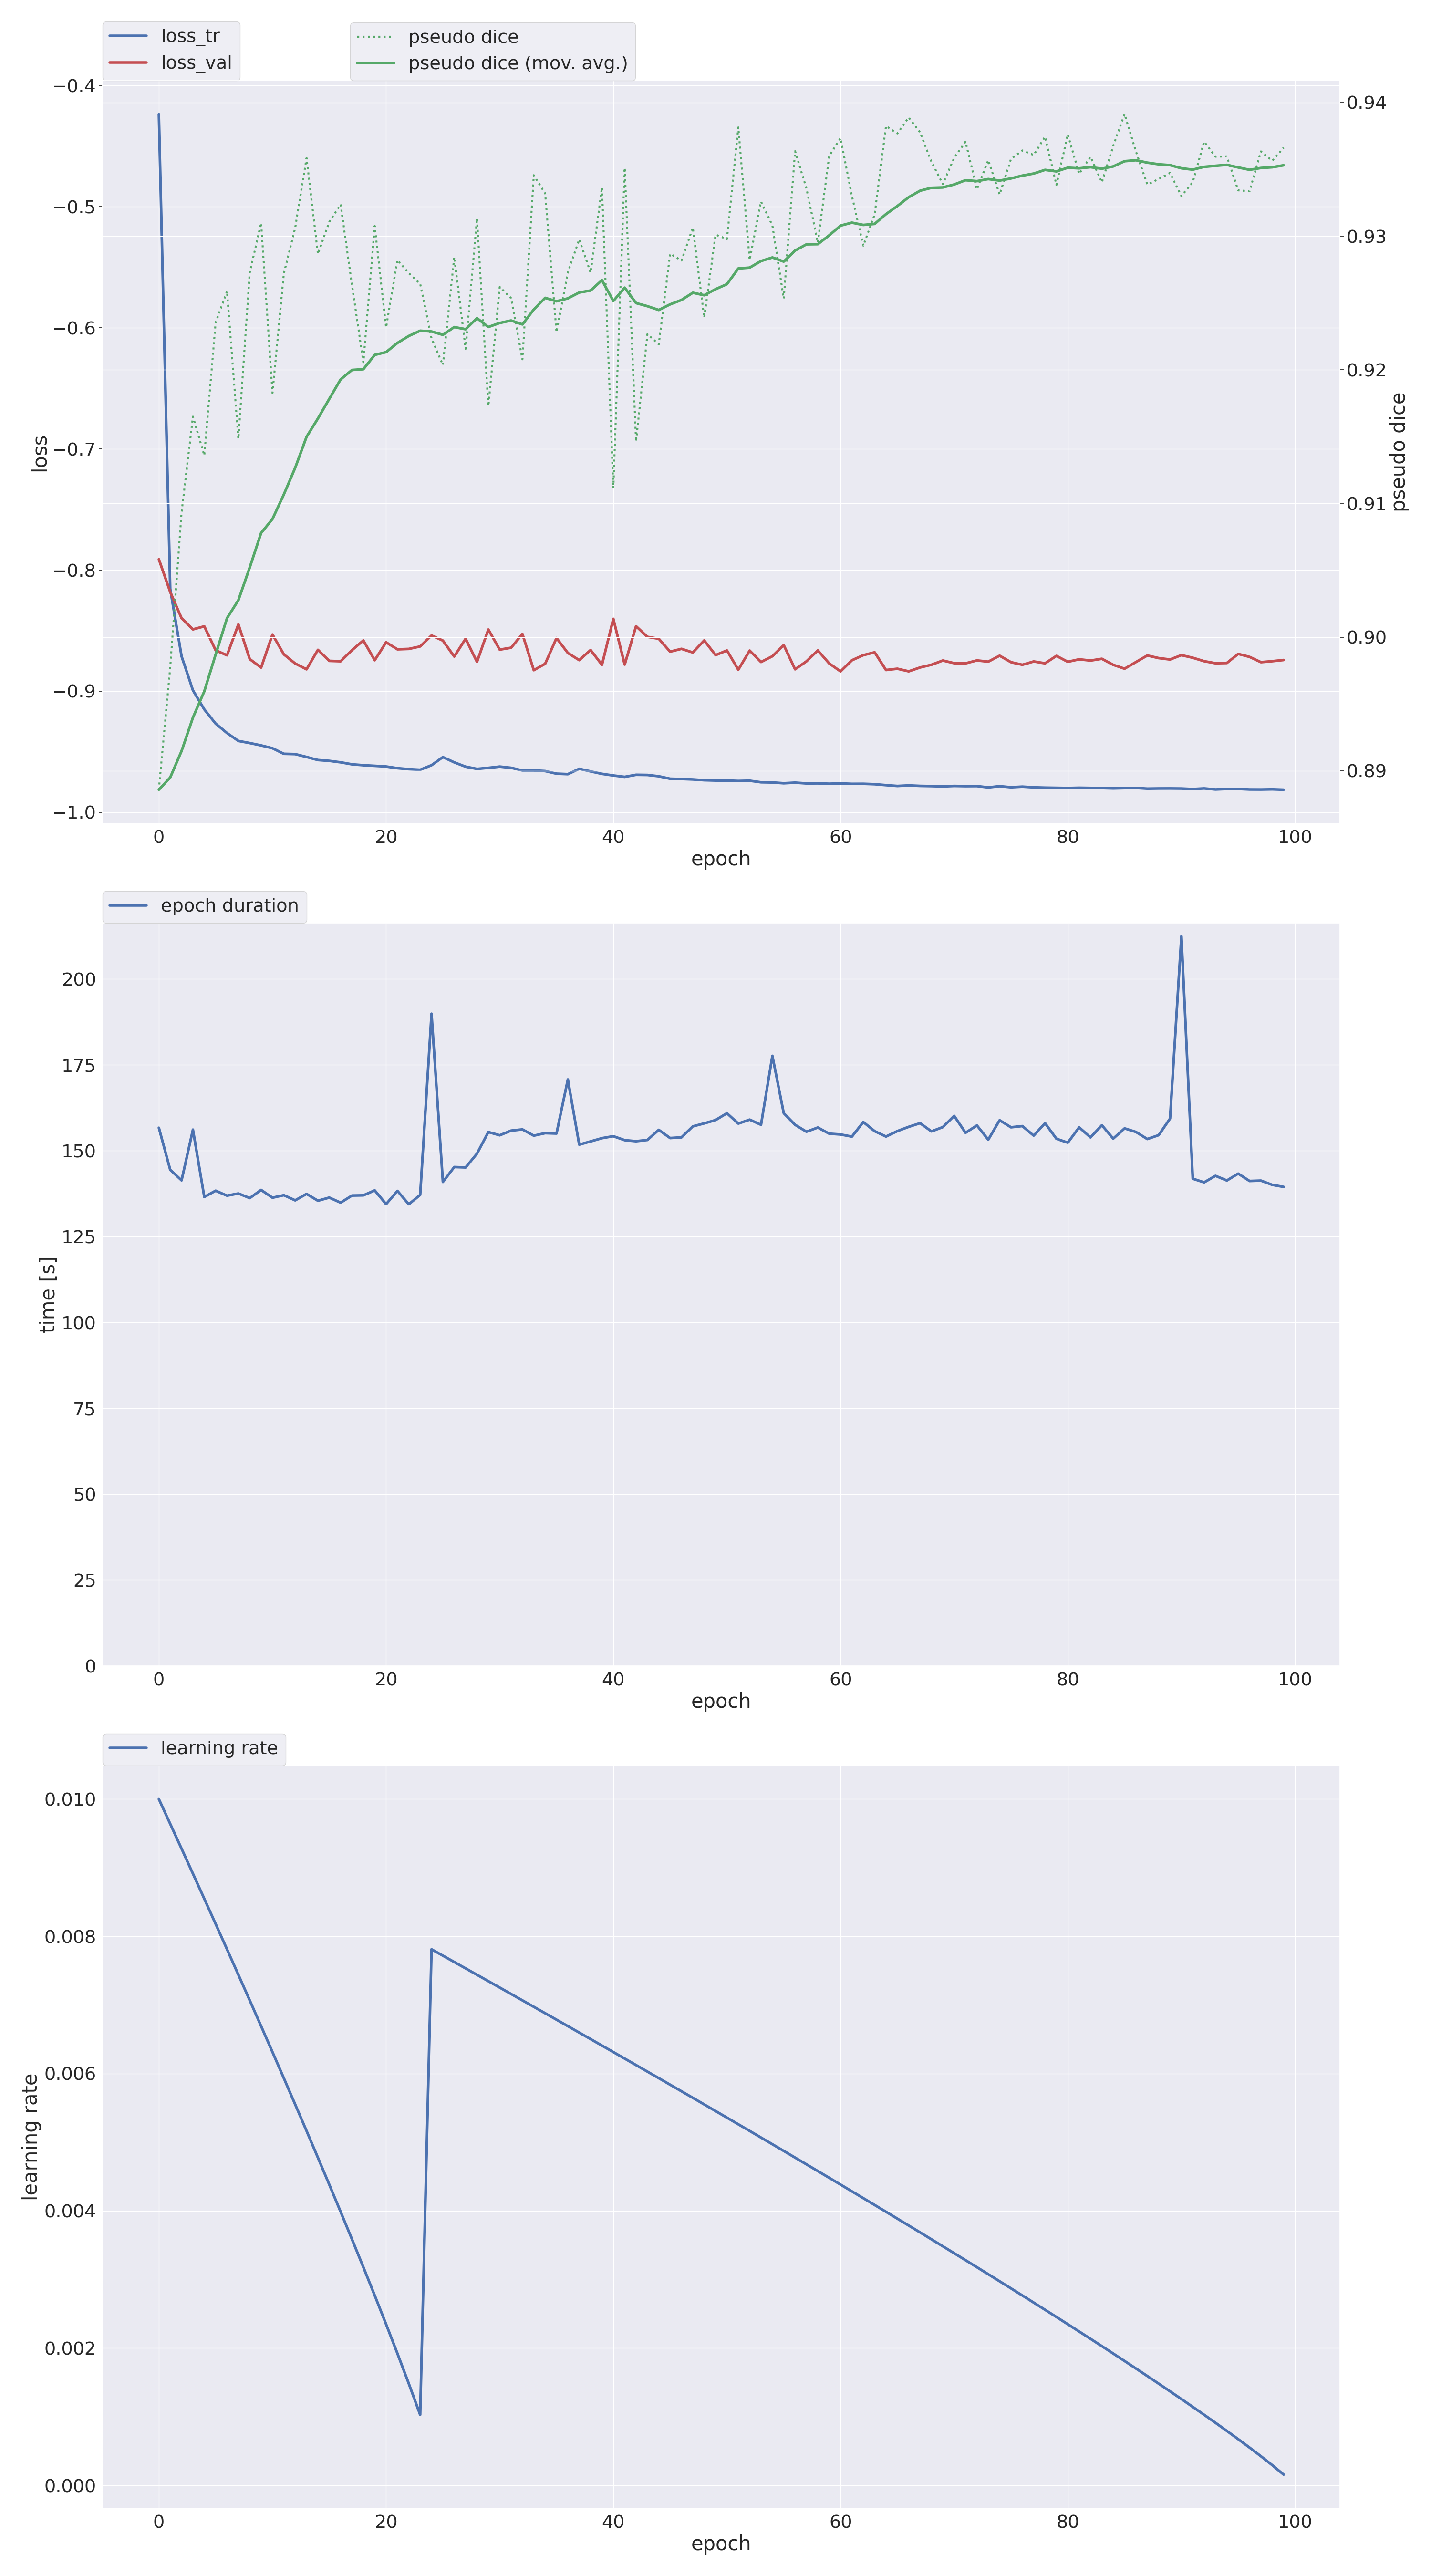 loss_tr
loss_val
pseudo dice
pseudo dice (mov. avg.)
−0.4
−0.5
−0.6
−0.7
−0.8
−0.9
−1.0
loss
0.94
0.93
0.92
0.91
0.90
0.89
pseudo dice
0 20 40 60 80 100
epoch
epoch duration
200
175
150
125
100
75
50
25
0
time [s]
0 20 40 60 80 100
epoch
learning rate
0.010
0.008
0.006
0.004
0.002
0.000
learning rate
0 20 40 60 80 100
epoch